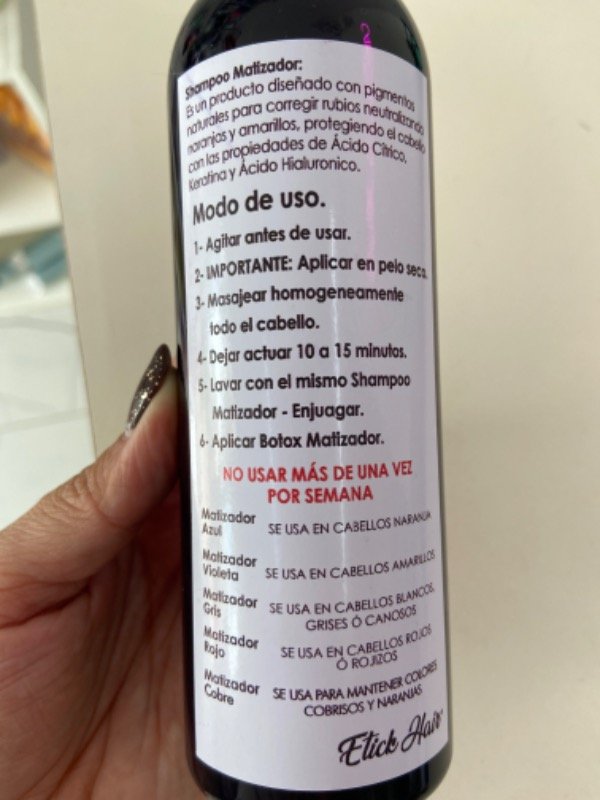 2
Shampoo Matizador:
Es un producto diseñado con pigmentos
naturales para corregir rubios neutralizando
naranjas y amarillos, protegiendo el cabello
con las propiedades de Ácido Cítrico,
Keratina y Ácido Hialuronico.
Modo de uso.
1- Agitar antes de usar.
2- IMPORTANTE: Aplicar en pelo seco.
3- Masajear homogeneamente
todo el cabello.
4- Dejar actuar 10 a 15 minutos.
5- Lavar con el mismo Shampoo
Matizador - Enjuagar.
6- Aplicar Botox Matizador.
NO USAR MÁS DE UNA VEZ
POR SEMANA
Matizador Azul SE USA EN CABELLOS NARANJA
Matizador Violeta SE USA EN CABELLOS AMARILLOS
Matizador Gris SE USA EN CABELLOS BLANCOS,
GRISES Ó CANOSOS
Matizador Rojo SE USA EN CABELLOS ROJOS
Ó ROJIZOS
Matizador Cobre SE USA PARA MANTENER COLORES
COBRISOS Y NARANJAS
Etick Hair